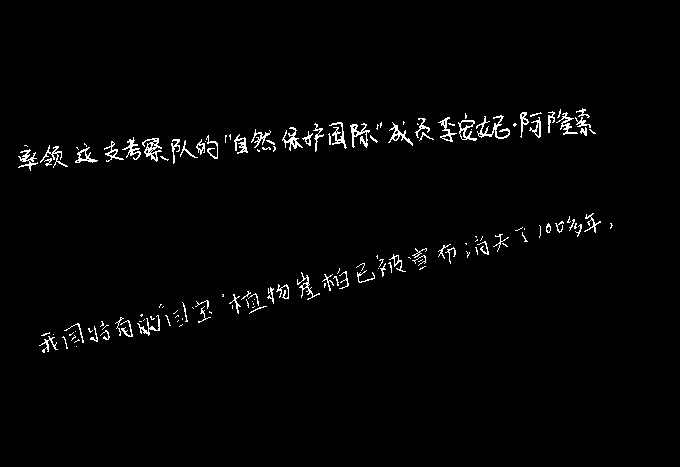 率领这支考察队的"自然保护国际"成员李安妮·阿隆索
我国特有的"国宝"植物崖柏已被宣布消失了100多年,